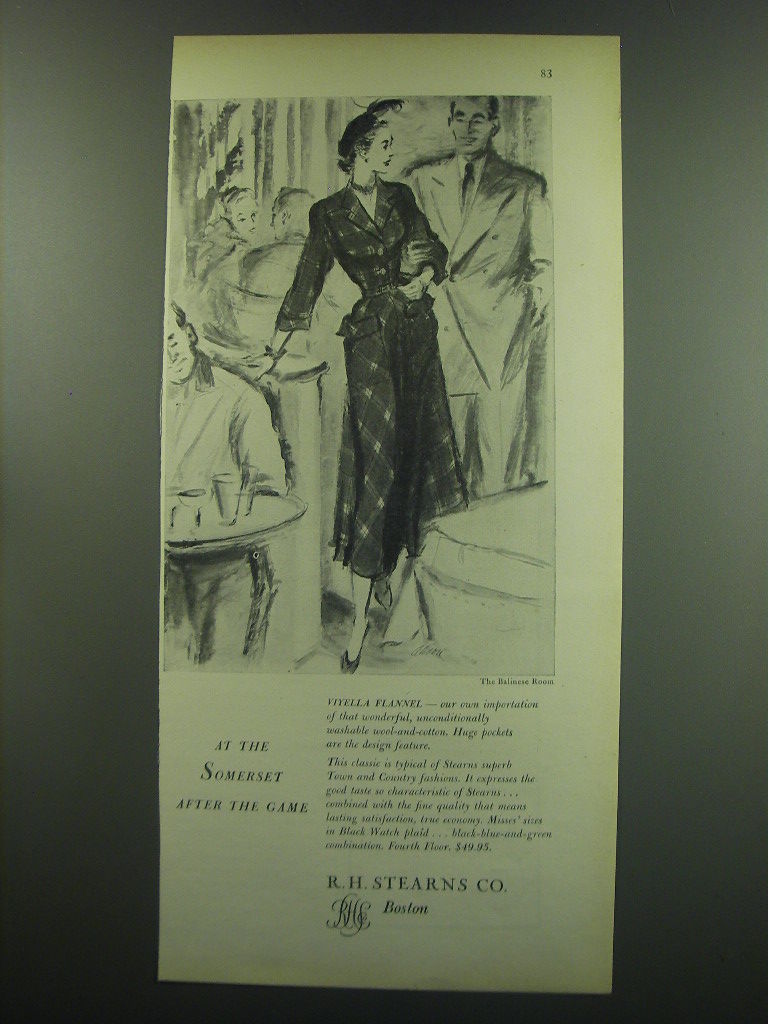 83
The Balinese Room
AT THE
SOMERSET
AFTER THE GAME
VIYELLA FLANNEL — our own importation
of that wonderful, unconditionally
washable wool-and-cotton. Huge pockets
are the design feature.
This classic is typical of Stearns superb
Town and Country fashions. It expresses the
good taste so characteristic of Stearns . . .
combined with the fine quality that means
lasting satisfaction, true economy. Misses' sizes
in Black Watch plaid . . . black-blue-and-green
combination. Fourth Floor. $49.95.
R. H. STEARNS CO.
Boston